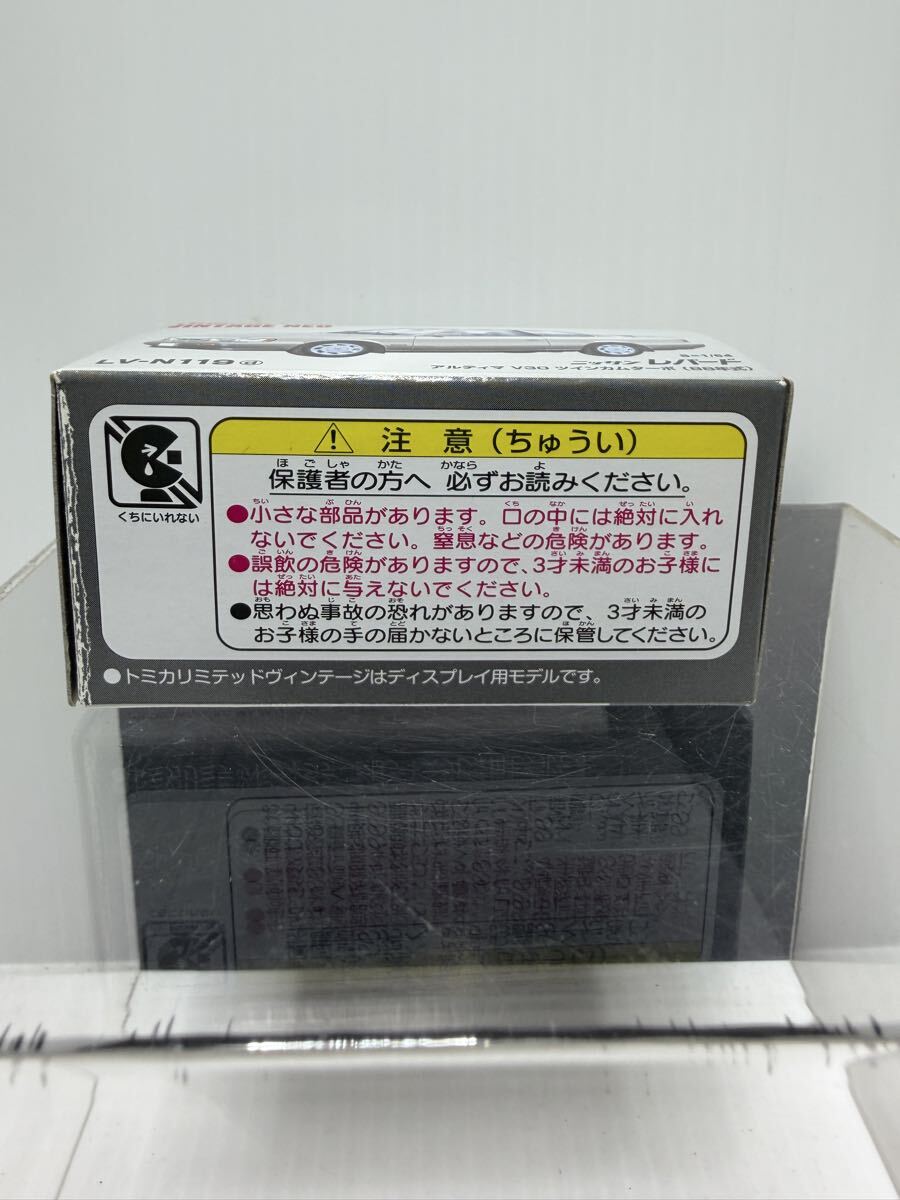 VINTAGE NEO
LV-N119 d
S=1/64
ニッサン レパード
アルティマ V30 ツインカムターボ (88年式)
くちにいれない
注意(ちゅうい)
保護者の方へ 必ずお読みください。
●小さな部品があります。口の中には絶対に入れ
ないでください。窒息などの危険があります。
●誤飲の危険がありますので、3才未満のお子様に
は絶対に与えないでください。
●思わぬ事故の恐れがありますので、3才未満の
お子様の手の届かないところに保管してください。
●トミカリミテッドヴィンテージはディスプレイ用モデルです。